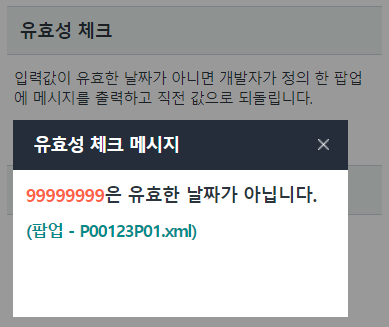 유효성 체크
입력값이 유효한 날짜가 아니면 개발자가 정의 한 팝업
에 메시지를 출력하고 직전 값으로 되돌립니다.
유효성 체크 메시지
99999999은 유효한 날짜가 아닙니다.
(팝업 - P00123P01.xml)